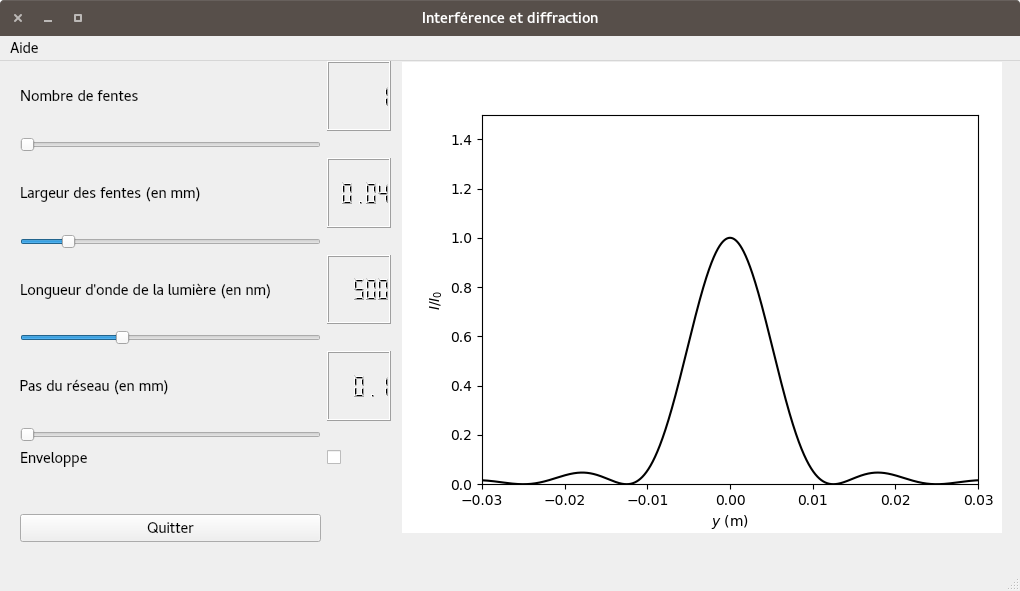 Interférence et diffraction
Aide
Nombre de fentes
1
Largeur des fentes (en mm)
0.04
Longueur d'onde de la lumière (en nm)
500
Pas du réseau (en mm)
0.1
Enveloppe
Quitter
1.4
1.2
1.0
0.8
0.6
0.4
0.2
0.0
I/I₀
−0.03 −0.02 −0.01 0.00 0.01 0.02 0.03
y (m)